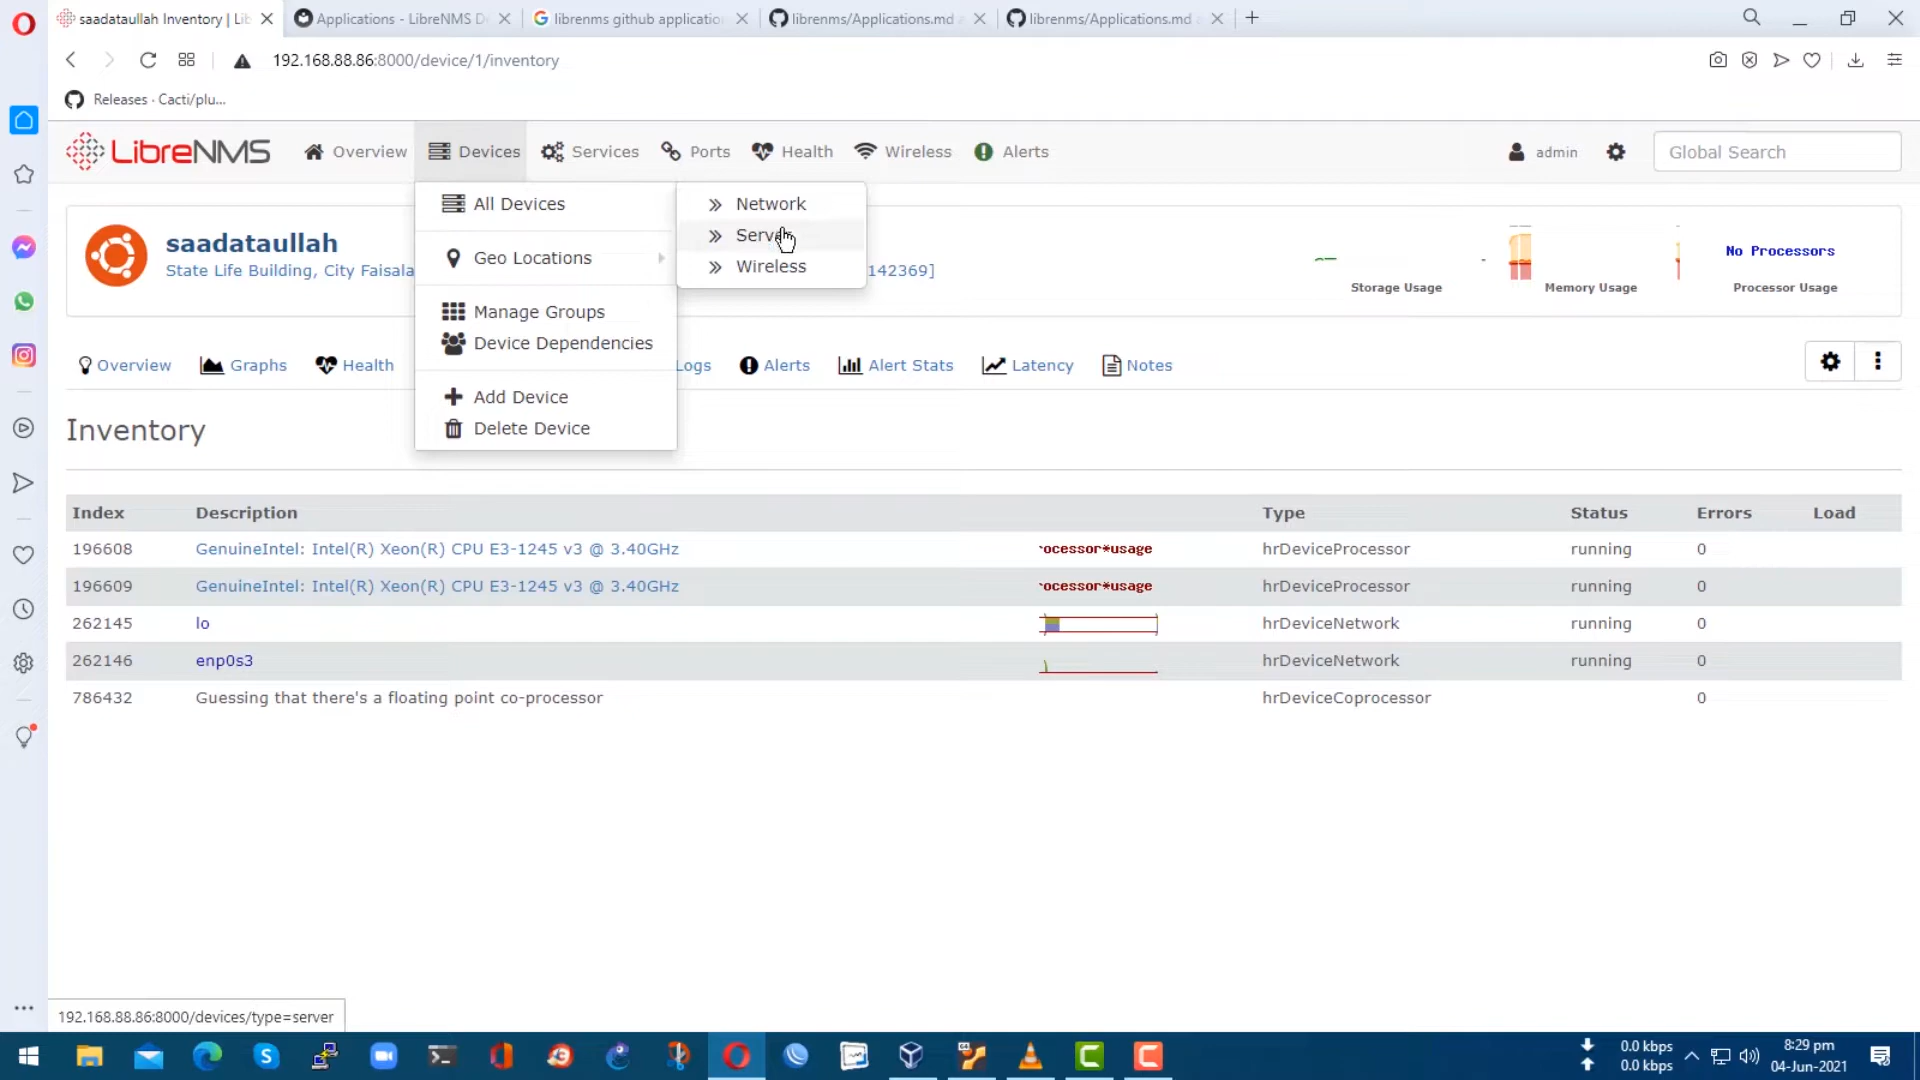 saadataullah Inventory | Lib
Applications - LibreNMS D
librenms github applicatio
librenms/Applications.md a
librenms/Applications.md
192.168.88.86:8000/device/1/inventory
Releases · Cacti/plu...
LibreNMS
Overview
Devices
Services
Ports
Health
Wireless
Alerts
admin
Global Search
All Devices
Geo Locations
Manage Groups
Device Dependencies
Add Device
Delete Device
Network
Server
Wireless
saadataullah
State Life Building, City Faisala
142369]
Storage Usage
Memory Usage
No Processors
Processor Usage
Overview
Graphs
Health
Logs
Alerts
Alert Stats
Latency
Notes
Inventory
Index Description Type Status Errors Load
196608 GenuineIntel: Intel(R) Xeon(R) CPU E3-1245 v3 @ 3.40GHz ocessor*usage hrDeviceProcessor running 0
196609 GenuineIntel: Intel(R) Xeon(R) CPU E3-1245 v3 @ 3.40GHz ocessor*usage hrDeviceProcessor running 0
262145 lo hrDeviceNetwork running 0
262146 enp0s3 hrDeviceNetwork running 0
786432 Guessing that there's a floating point co-processor hrDeviceCoprocessor 0
192.168.88.86:8000/devices/type=server
0.0 kbps
0.0 kbps
8:29 pm
04-Jun-2021